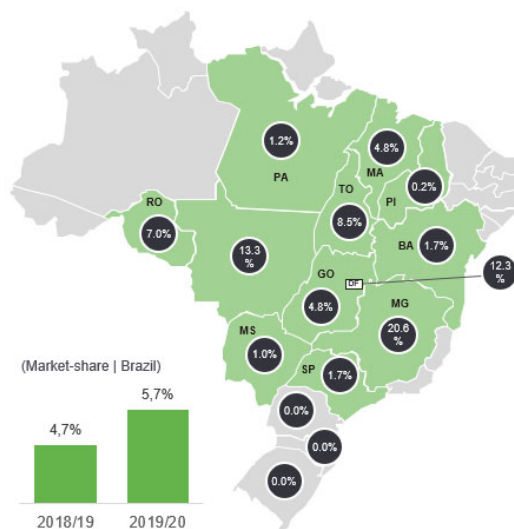 1.2%
PA
4.8%
MA
TO
PI
0.2%
RO
7.0%
8.5%
13.3
%
BA
1.7%
12.3
%
GO
DF
4.8%
MG
20.6
%
MS
1.0%
SP
1.7%
0.0%
0.0%
0.0%
(Market-share | Brazil)
4,7%
5,7%
2018/19
2019/20